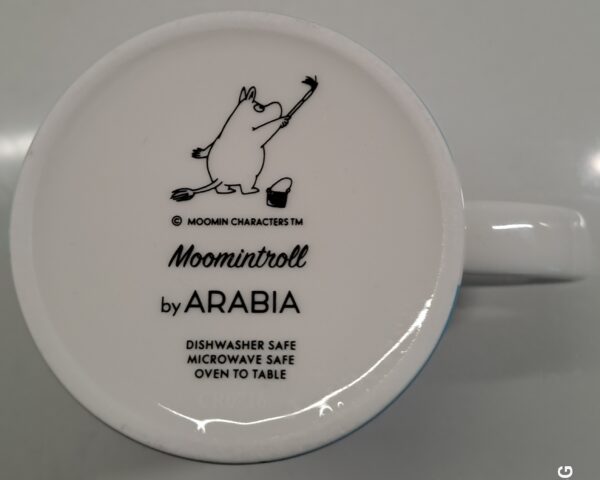 © MOOMIN CHARACTERS TM
Moomintroll
by ARABIA
DISHWASHER SAFE
MICROWAVE SAFE
OVEN TO TABLE
G